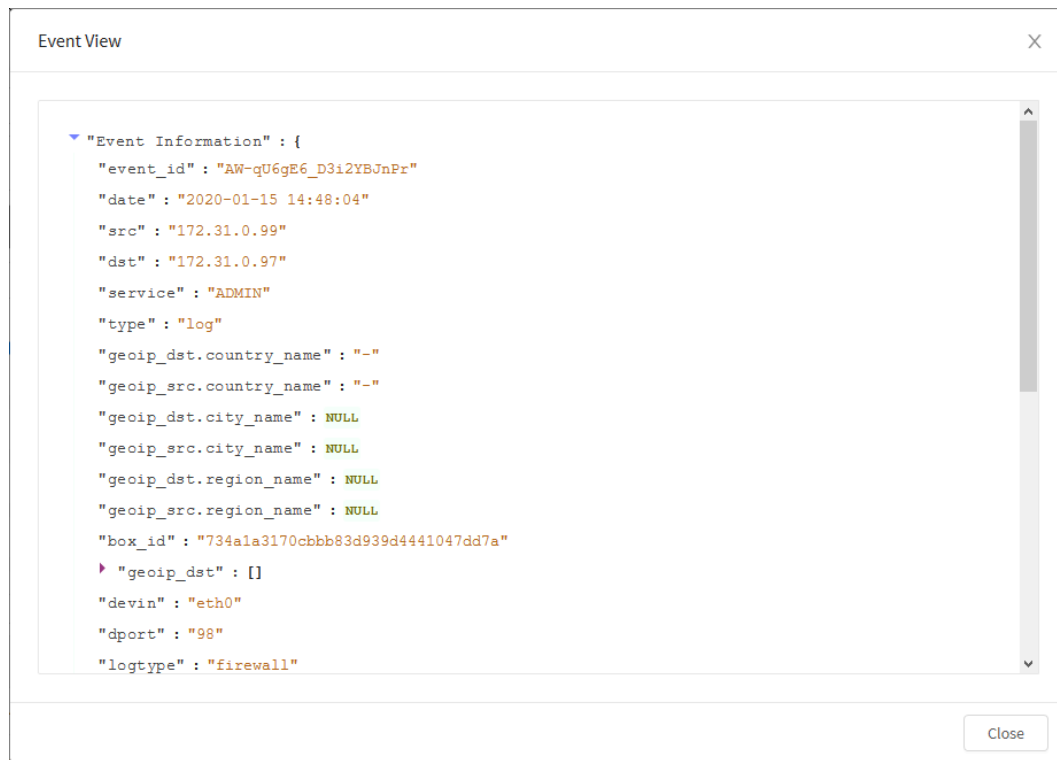 Event View
"Event Information" : {
"event_id" : "AW-qU6gE6_D3i2YBJnPr"
"date" : "2020-01-15 14:48:04"
"src" : "172.31.0.99"
"dst" : "172.31.0.97"
"service" : "ADMIN"
"type" : "log"
"geoip_dst.country_name" : "-"
"geoip_src.country_name" : "-"
"geoip_dst.city_name" : NULL
"geoip_src.city_name" : NULL
"geoip_dst.region_name" : NULL
"geoip_src.region_name" : NULL
"box_id" : "734a1a3170cbbb83d939d4441047dd7a"
"geoip_dst" : []
"devin" : "eth0"
"dport" : "98"
"logtype" : "firewall"
Close